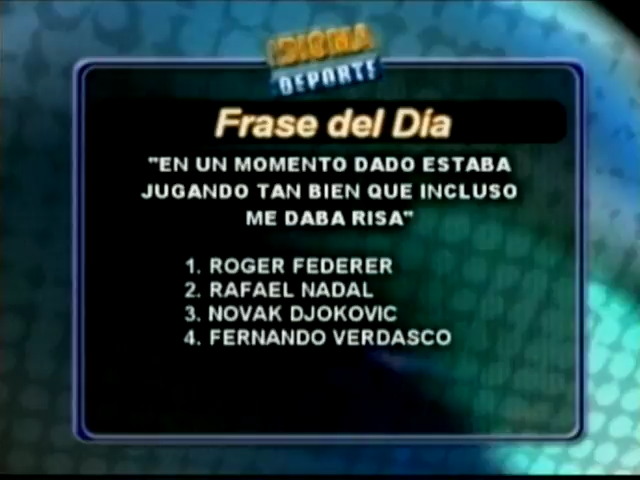 IDIOMA
DEPORTE
Frase del Día
"EN UN MOMENTO DADO ESTABA
JUGANDO TAN BIEN QUE INCLUSO
ME DABA RISA"
1. ROGER FEDERER
2. RAFAEL NADAL
3. NOVAK DJOKOVIC
4. FERNANDO VERDASCO